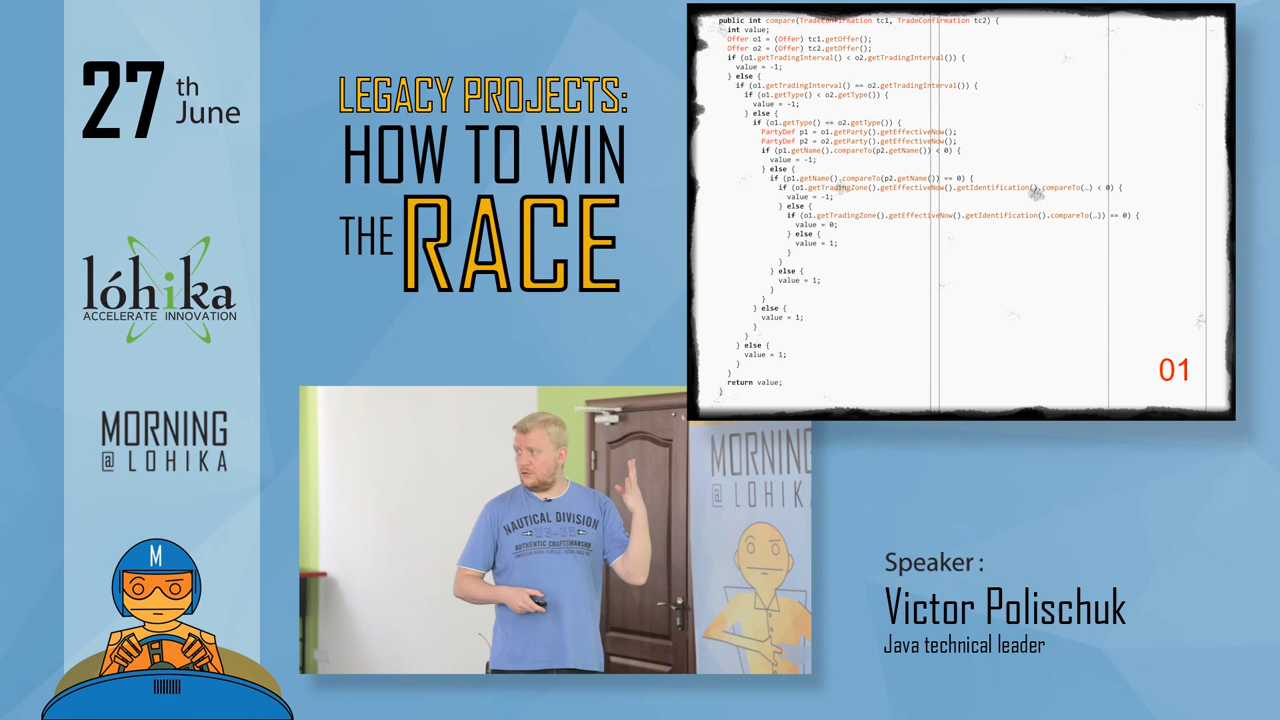 27
th
June
lóhika
ACCELERATE INNOVATION
MORNING
@ LOHIKA
M
LEGACY PROJECTS:
HOW TO WIN
THE RACE
public int compare(TradeConfirmation tc1, TradeConfirmation tc2) {
int value;
Offer o1 = (Offer) tc1.getOffer();
Offer o2 = (Offer) tc2.getOffer();
if (o1.getTradingInterval() < o2.getTradingInterval()) {
value = -1;
} else {
if (o1.getTradingInterval() == o2.getTradingInterval()) {
if (o1.getType() < o2.getType()) {
value = -1;
} else {
if (o1.getType() == o2.getType()) {
PartyDef p1 = o1.getParty().getEffectiveNow();
PartyDef p2 = o2.getParty().getEffectiveNow();
if (p1.getName().compareTo(p2.getName()) < 0) {
value = -1;
} else {
if (p1.getName().compareTo(p2.getName()) == 0) {
if (o1.getTradingZone().getEffectiveNow().getIdentification().compareTo(…) < 0) {
value = -1;
} else {
if (o1.getTradingZone().getEffectiveNow().getIdentification().compareTo(…)) == 0) {
value = 0;
} else {
value = 1;
}
}
} else {
value = 1;
}
}
} else {
value = 1;
}
}
} else {
value = 1;
}
}
return value;
}
01
NAUTICAL DIVISION
AUTHENTIC CRAFTSMANSHIP
MORNING
@ LOHIKA
Speaker :
Victor Polischuk
Java technical leader